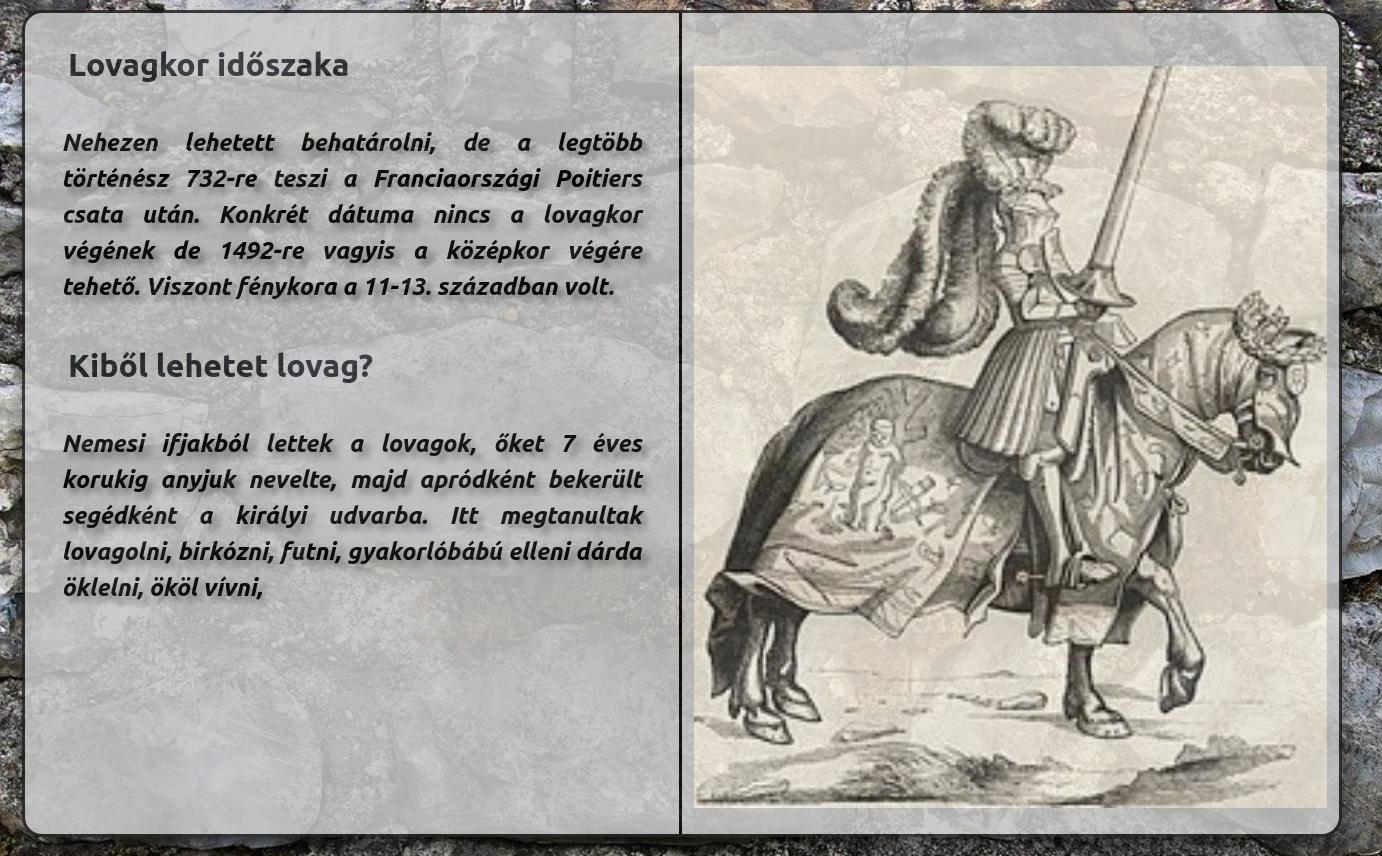 Lovagkor időszaka
Nehezen lehetett behatárolni, de a legtöbb
történész 732-re teszi a Franciaországi Poitiers
csata után. Konkrét dátuma nincs a lovagkor
végének de 1492-re vagyis a középkor végére
tehető. Viszont fénykora a 11-13. században volt.
Kiből lehetet lovag?
Nemesi ifjakból lettek a lovagok, őket 7 éves
korukig anyjuk nevelte, majd apródként bekerült
segédként a királyi udvarba. Itt megtanultak
lovagolni, birkózni, futni, gyakorlóbábú elleni dárda
öklelni, ököl vívni,